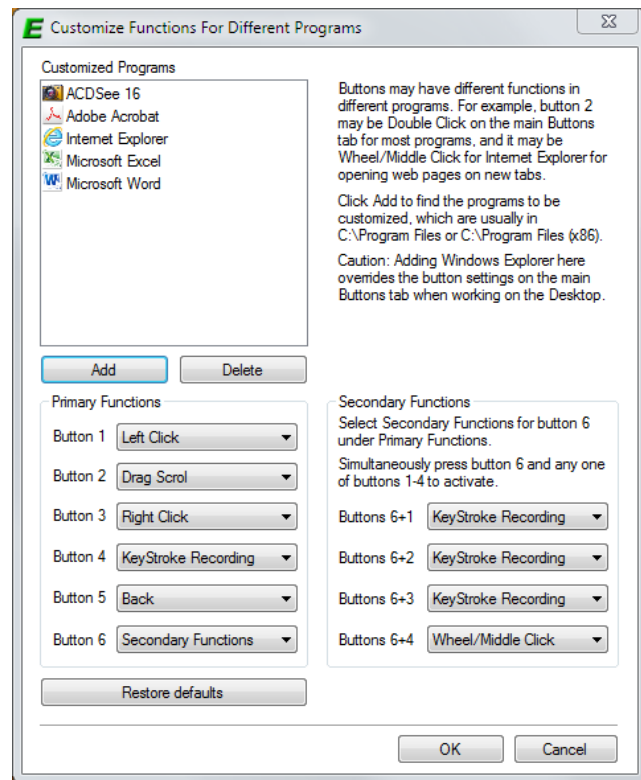 Customize Functions For Different Programs
Customized Programs
ACDSee 16
Adobe Acrobat
Internet Explorer
Microsoft Excel
Microsoft Word
Buttons may have different functions in
different programs. For example, button 2
may be Double Click on the main Buttons
tab for most programs, and it may be
Wheel/Middle Click for Internet Explorer for
opening web pages on new tabs.
Click Add to find the programs to be
customized, which are usually in
C:\Program Files or C:\Program Files (x86).
Caution: Adding Windows Explorer here
overrides the button settings on the main
Buttons tab when working on the Desktop.
Add
Delete
Primary Functions
Button 1 Left Click
Button 2 Drag Scrol
Button 3 Right Click
Button 4 KeyStroke Recording
Button 5 Back
Button 6 Secondary Functions
Secondary Functions
Select Secondary Functions for button 6
under Primary Functions.
Simultaneously press button 6 and any one
of buttons 1-4 to activate.
Buttons 6+1 KeyStroke Recording
Buttons 6+2 KeyStroke Recording
Buttons 6+3 KeyStroke Recording
Buttons 6+4 Wheel/Middle Click
Restore defaults
OK
Cancel